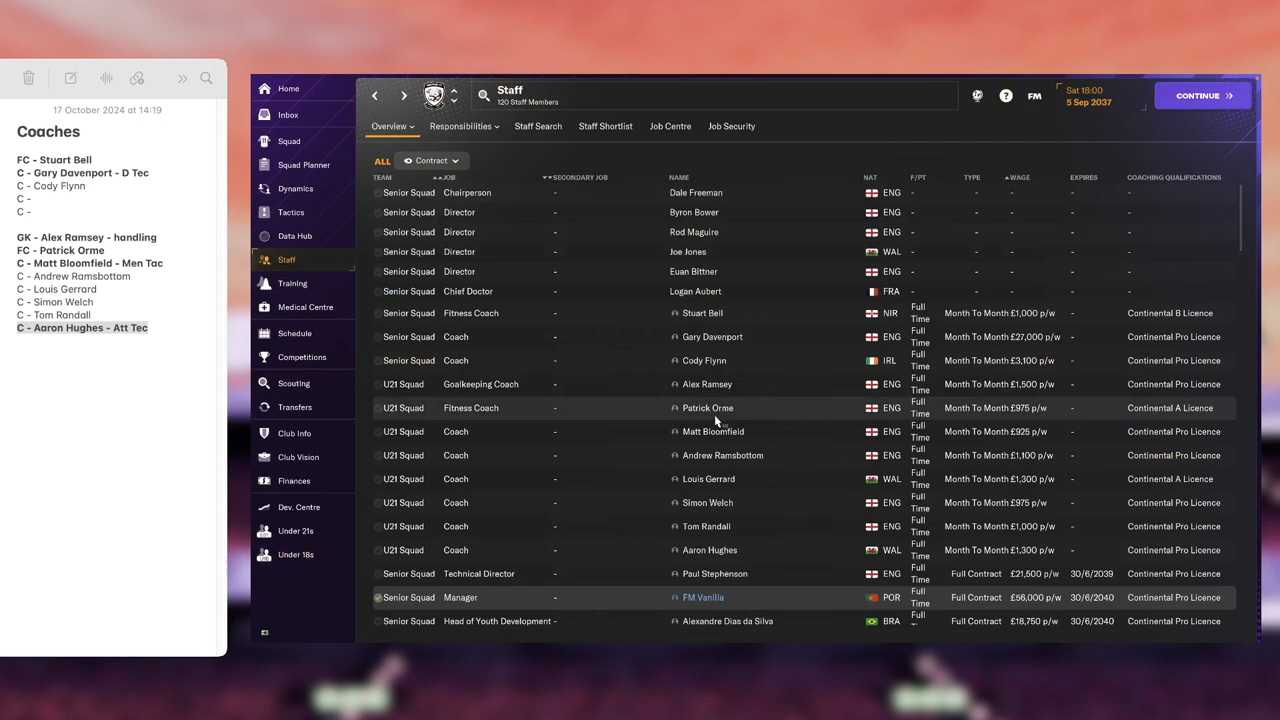 17 October 2024 at 14:19
Coaches
FC - Stuart Bell
C - Gary Davenport - D Tec
C - Cody Flynn
C -
C -
GK - Alex Ramsey - handling
FC - Patrick Orme
C - Matt Bloomfield - Men Tac
C - Andrew Ramsbottom
C - Louis Gerrard
C - Simon Welch
C - Tom Randall
C - Aaron Hughes - Att Tec
Home
Inbox
Squad
Squad Planner
Dynamics
Tactics
Data Hub
Staff
Training
Medical Centre
Schedule
Competitions
Scouting
Transfers
Club Info
Club Vision
Finances
Dev. Centre
Under 21s
Under 18s
Staff
120 Staff Members
? FM
Sat 18:00
5 Sep 2037
CONTINUE
Overview Responsibilities Staff Search Staff Shortlist Job Centre Job Security
ALL Contract
TEAM JOB SECONDARY JOB NAME NAT F/PT TYPE WAGE EXPIRES COACHING QUALIFICATIONS
Senior Squad Chairperson - Dale Freeman ENG - - - - -
Senior Squad Director - Byron Bower ENG - - - - -
Senior Squad Director - Rod Maguire ENG - - - - -
Senior Squad Director - Joe Jones WAL - - - - -
Senior Squad Director - Euan Bittner ENG - - - - -
Senior Squad Chief Doctor - Logan Aubert FRA - - - - -
Senior Squad Fitness Coach - Stuart Bell NIR Full Time Month To Month £1,000 p/w - Continental B Licence
Senior Squad Coach - Gary Davenport ENG Full Time Month To Month £27,000 p/w - Continental Pro Licence
Senior Squad Coach - Cody Flynn IRL Full Time Month To Month £3,100 p/w - Continental Pro Licence
U21 Squad Goalkeeping Coach - Alex Ramsey ENG Full Time Month To Month £1,500 p/w - Continental Pro Licence
U21 Squad Fitness Coach - Patrick Orme ENG Full Time Month To Month £975 p/w - Continental A Licence
U21 Squad Coach - Matt Bloomfield ENG Full Time Month To Month £925 p/w - Continental Pro Licence
U21 Squad Coach - Andrew Ramsbottom ENG Full Time Month To Month £1,100 p/w - Continental Pro Licence
U21 Squad Coach - Louis Gerrard WAL Full Time Month To Month £1,300 p/w - Continental A Licence
U21 Squad Coach - Simon Welch ENG Full Time Month To Month £975 p/w - Continental Pro Licence
U21 Squad Coach - Tom Randall ENG Full Time Month To Month £1,000 p/w - Continental Pro Licence
U21 Squad Coach - Aaron Hughes WAL Full Time Month To Month £1,300 p/w - Continental Pro Licence
Senior Squad Technical Director - Paul Stephenson ENG Full Time Full Contract £21,500 p/w 30/6/2039 Continental Pro Licence
Senior Squad Manager - FM Vanilla POR Full Time Full Contract £56,000 p/w 30/6/2040 Continental Pro Licence
Senior Squad Head of Youth Development - Alexandre Dias da Silva BRA Full Full Contract £18,750 p/w 30/6/2040 Continental Pro Licence